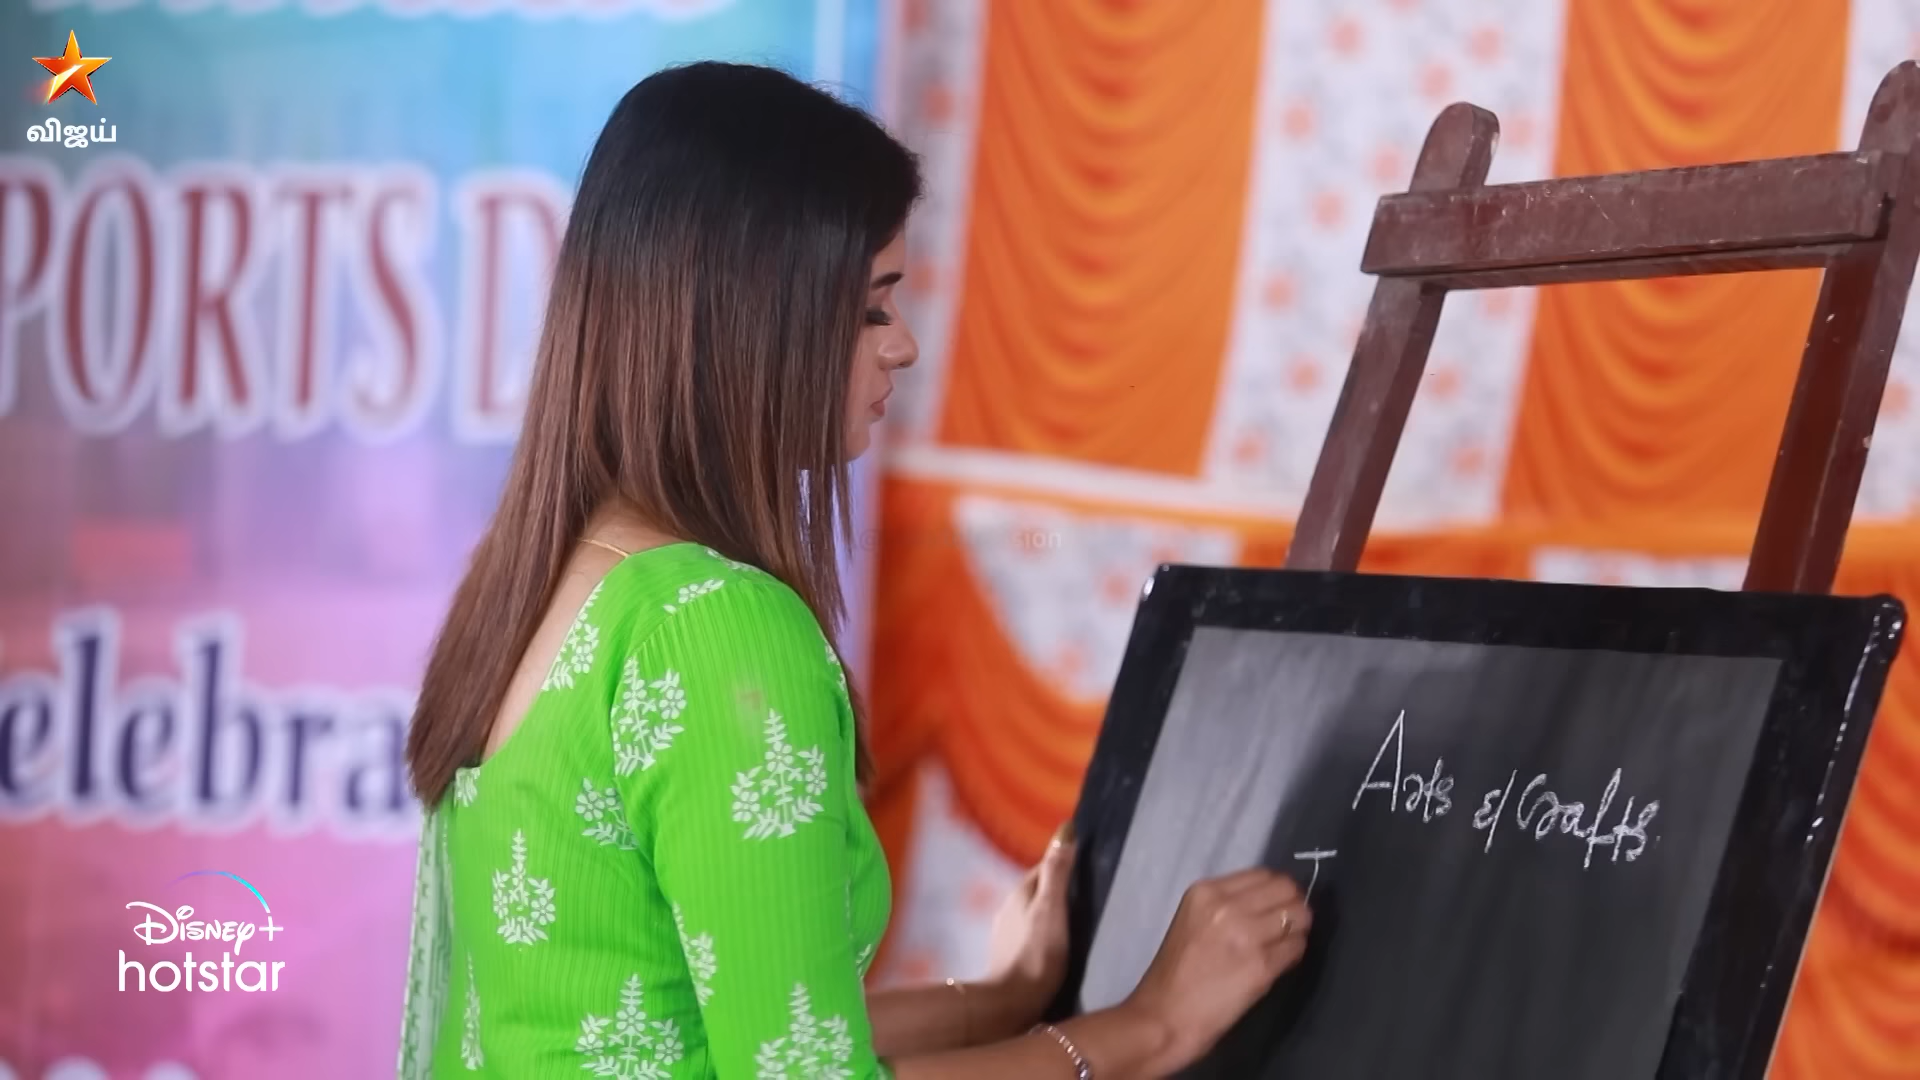 விஜய்
PORTS D
elebra
Arts & Crafts
T
Disney+
hotstar